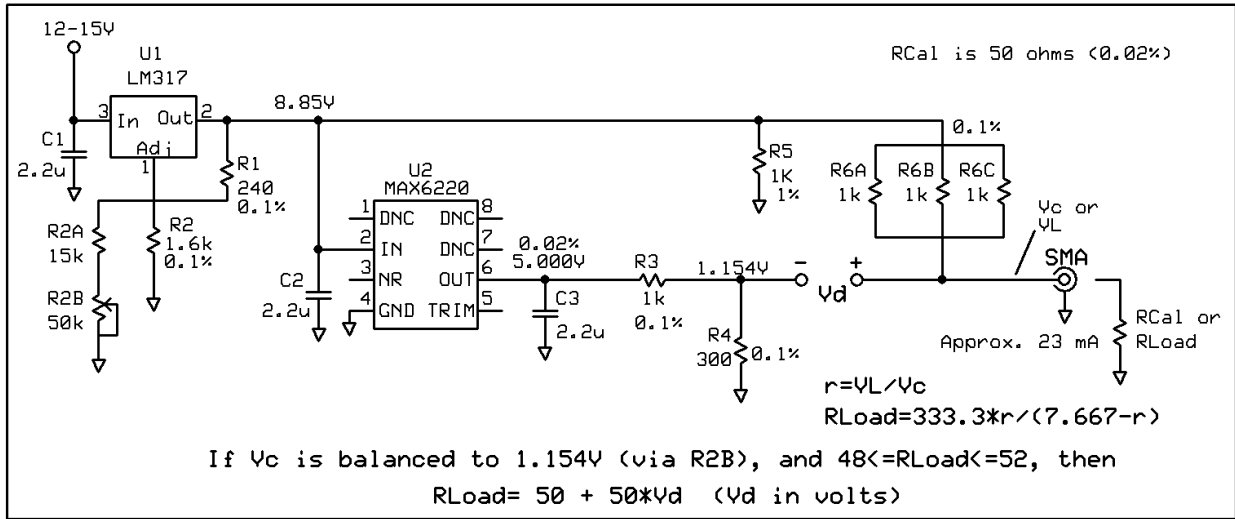 12-15V
U1
LM317
RCal is 50 ohms (0.02%)
3 In Out 2
Adj
1
8.85V
C1
2.2u
R1
240
0.1%
R2
1.6k
0.1%
R2A
15k
R2B
50k
U2
MAX6220
1 DNC DNC 8
2 IN DNC 7
3 NR OUT 6
4 GND TRIM 5
C2
2.2u
0.02%
5.000V
C3
2.2u
R3
1k
0.1%
1.154V
R4
300
0.1%
- Vd +
R5
1K
1%
0.1%
R6A
1k
R6B
1k
R6C
1k
Vc or
VL
SMA
Approx. 23 mA
RCal or
RLoad
r=VL/Vc
RLoad=333.3*r/(7.667-r)
If Vc is balanced to 1.154V (via R2B), and 48<=RLoad<=52, then
RLoad= 50 + 50*Vd (Vd in volts)